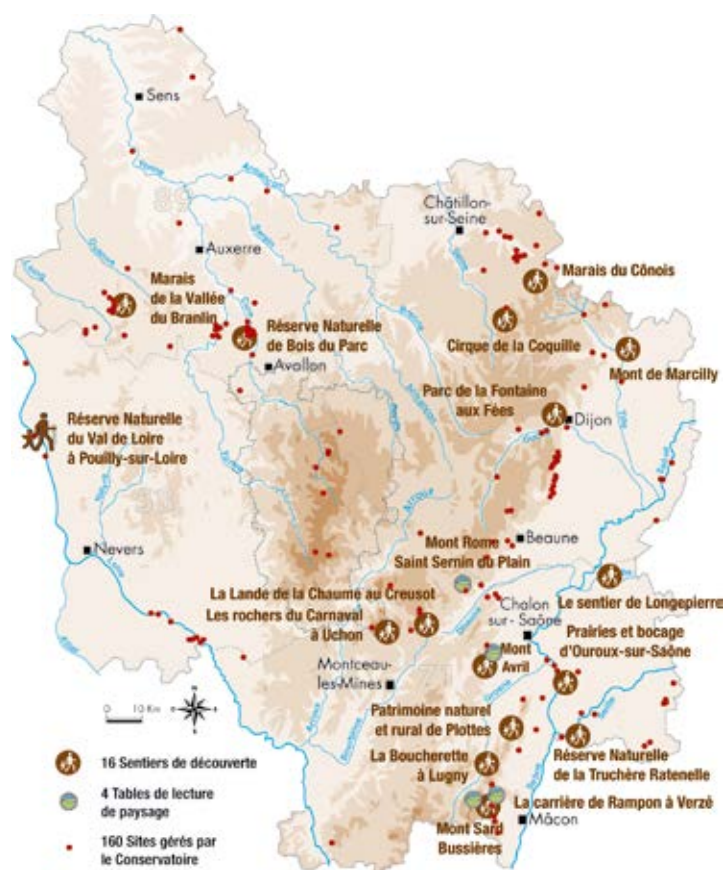 Sens
Yonne
Armançon
Serein
89
Châtillon-
sur-Seine
Auxerre
Marais
de la Vallée
du Branlin
Réserve Naturelle
de Bois du Parc
Avallon
Marais du Cônois
Cirque de la Coquille
Mont de Marcilly
Parc de la Fontaine
aux Fées
Dijon
Réserve Naturelle
du Val de Loire
à Pouilly-sur-Loire
Nevers
Loire
Beaune
Mont Rome
Saint Sernin du Plain
La Lande de la Chaume au Creusot
Les rochers du Carnaval
à Uchon
Le sentier de Longepierre
Chalon
sur-Saône
Prairies et bocage
d'Ouroux-sur-Saône
Mont
Avril
Montceau-
les-Mines
Patrimoine naturel
et rural de Plottes
La Boucherette
à Lugny
Réserve Naturelle
de la Truchère Ratenelle
La carrière de Rampon à Verzé
Mâcon
Mont Sard
Bussières
0 10 Km
16 Sentiers de découverte
4 Tables de lecture
de paysage
160 Sites gérés par
le Conservatoire